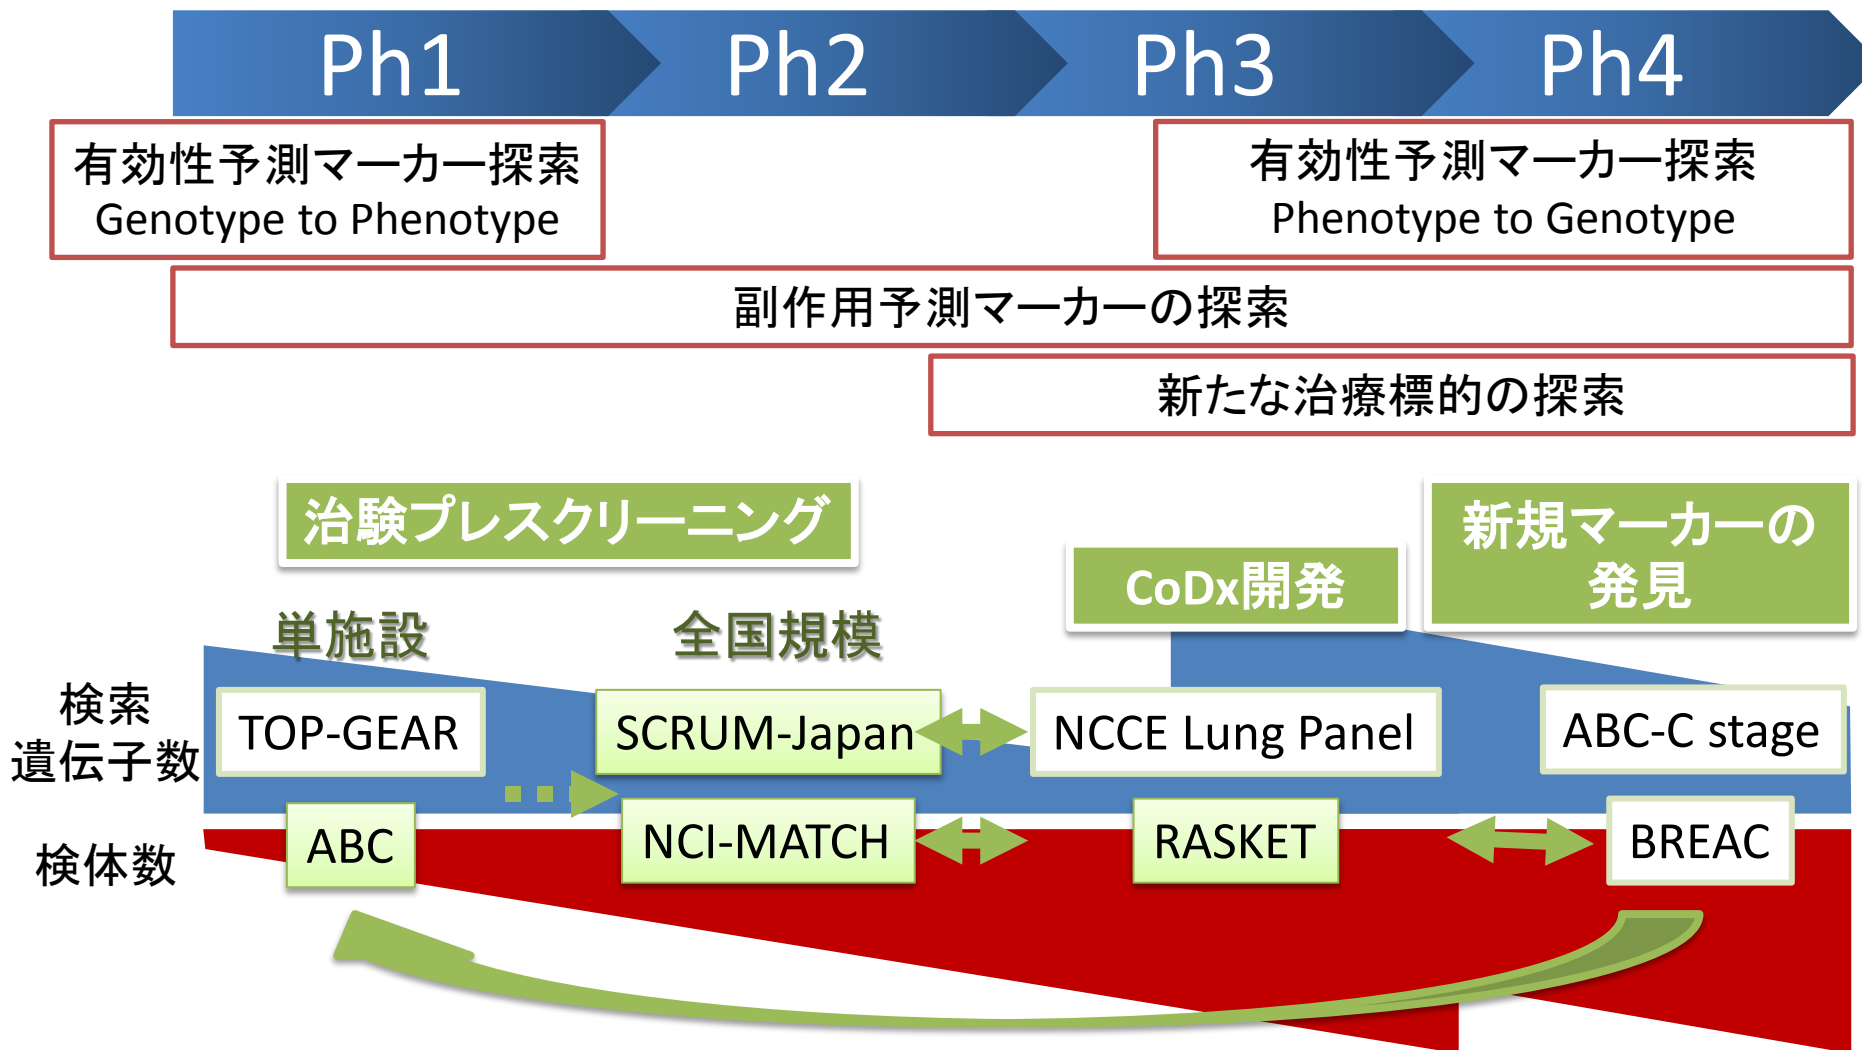 Ph1
Ph2
Ph3
Ph4
有効性予測マーカー探索
Genotype to Phenotype
有効性予測マーカー探索
Phenotype to Genotype
副作用予測マーカーの探索
新たな治療標的の探索
治験プレスクリーニング
CoDx開発
新規マーカーの
発見
単施設
全国規模
検索
遺伝子数
TOP-GEAR
SCRUM-Japan
NCCE Lung Panel
ABC-C stage
検体数
ABC
NCI-MATCH
RASKET
BREAC